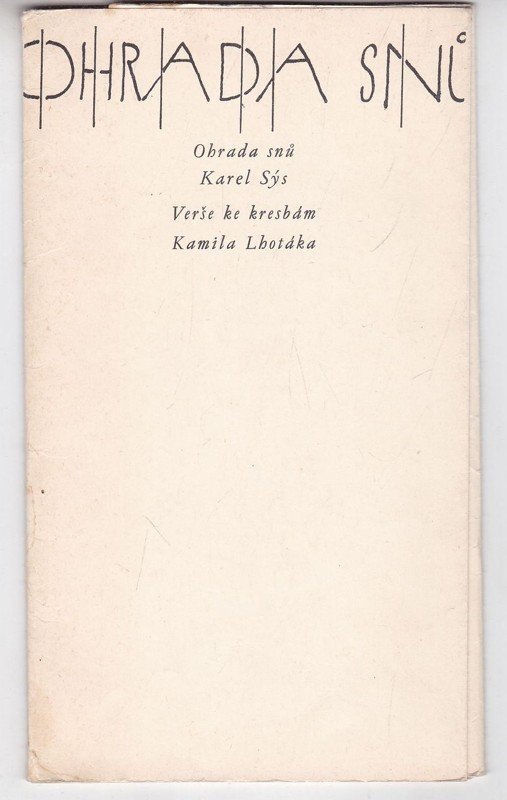 OHRADA SNŮ
Ohrada snů
Karel Sýs
Verše ke kresbám
Kamila Lhotáka